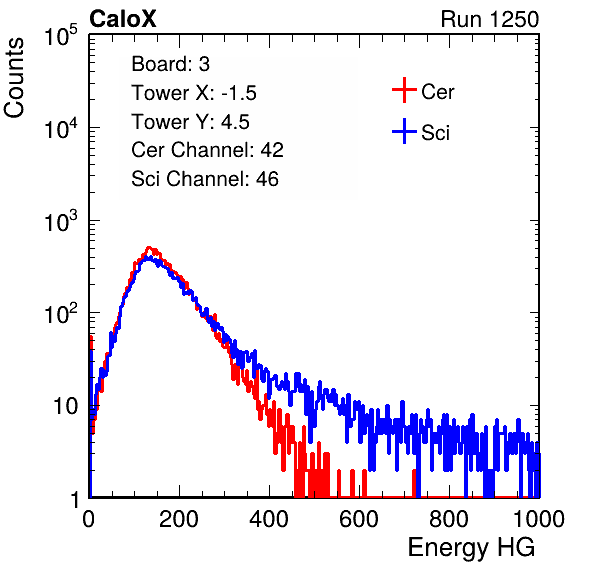 CaloX Run 1250
Counts
Board: 3
Tower X: -1.5
Tower Y: 4.5
Cer Channel: 42
Sci Channel: 46
Cer
Sci
10^5
10^4
10^3
10^2
10
1
0 200 400 600 800 1000
Energy HG